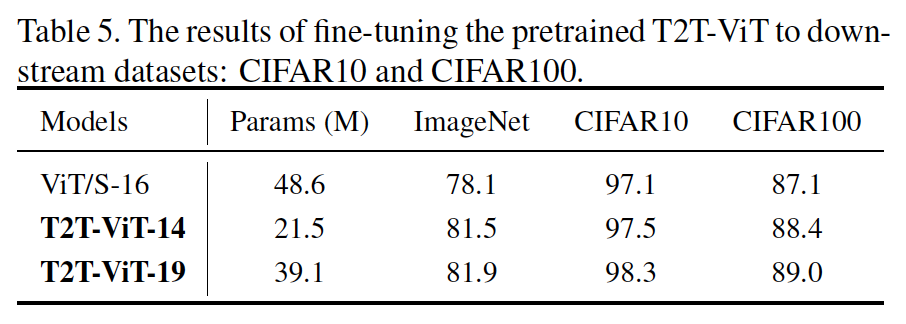 Table 5. The results of fine-tuning the pretrained T2T-ViT to down-
stream datasets: CIFAR10 and CIFAR100.
Models Params (M) ImageNet CIFAR10 CIFAR100
ViT/S-16 48.6 78.1 97.1 87.1
T2T-ViT-14 21.5 81.5 97.5 88.4
T2T-ViT-19 39.1 81.9 98.3 89.0